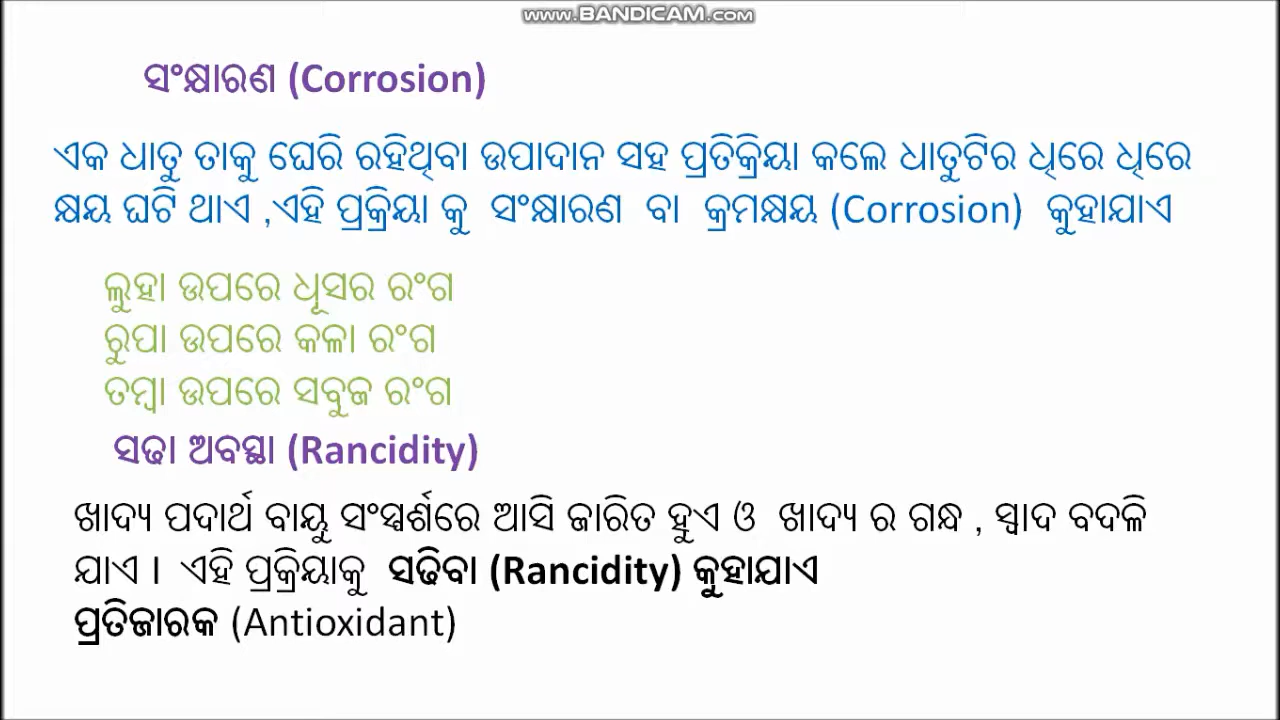 www.BANDICAM.com
ସଂକ୍ଷାରଣ (Corrosion)
ଏକ ଧାତୁ ତାକୁ ଘେରି ରହିଥିବା ଉପାଦାନ ସହ ପ୍ରତିକ୍ରିୟା କଲେ ଧାତୁଟିର ଧିରେ ଧିରେ
କ୍ଷୟ ଘଟି ଥାଏ ,ଏହି ପ୍ରକ୍ରିୟା କୁ ସଂକ୍ଷାରଣ ବା କ୍ରମକ୍ଷୟ (Corrosion) କୁହାଯାଏ
ଲୁହା ଉପରେ ଧୂସର ରଂଗ
ରୁପା ଉପରେ କଳା ରଂଗ
ତମ୍ବା ଉପରେ ସବୁଜ ରଂଗ
ସଢା ଅବସ୍ଥା (Rancidity)
ଖାଦ୍ୟ ପଦାର୍ଥ ବାୟୁ ସଂସ୍ପର୍ଶରେ ଆସି ଜାରିତ ହୁଏ ଓ ଖାଦ୍ୟ ର ଗନ୍ଧ , ସ୍ୱାଦ ବଦଳି
ଯାଏ । ଏହି ପ୍ରକ୍ରିୟାକୁ ସଢିବା (Rancidity) କୁହାଯାଏ
ପ୍ରତିଜାରକ (Antioxidant)